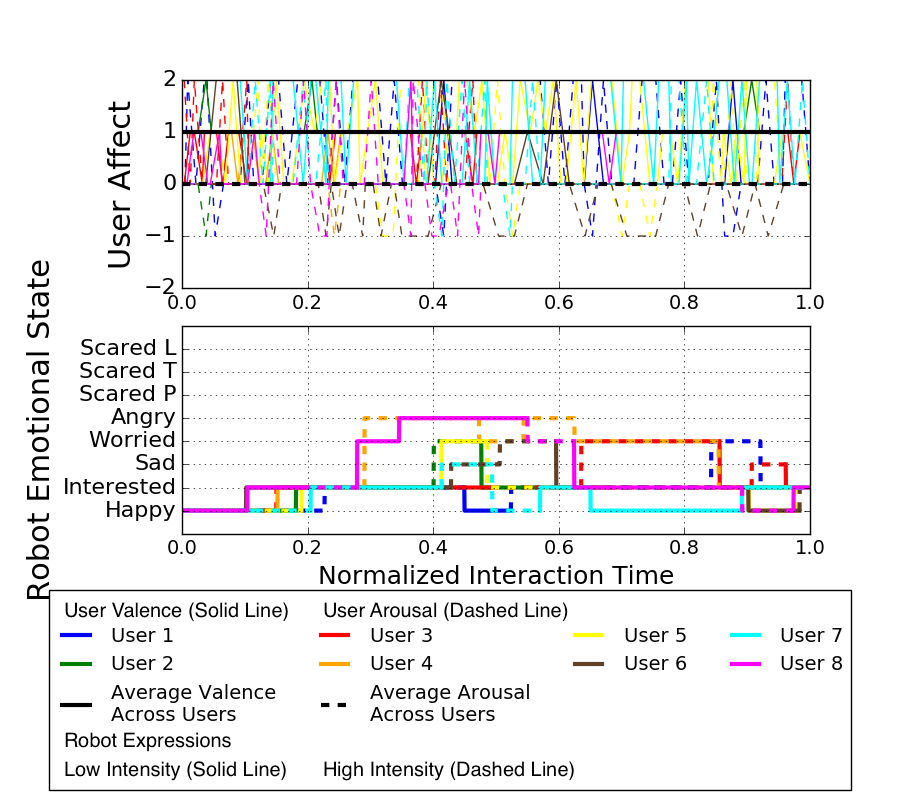 User Affect
2
1
0
−1
−2
0.0 0.2 0.4 0.6 0.8 1.0
Robot Emotional State
Scared L
Scared T
Scared P
Angry
Worried
Sad
Interested
Happy
0.0 0.2 0.4 0.6 0.8 1.0
Normalized Interaction Time
User Valence (Solid Line) User Arousal (Dashed Line)
User 1 User 3 User 5 User 7
User 2 User 4 User 6 User 8
Average Valence Average Arousal
Across Users Across Users
Robot Expressions
Low Intensity (Solid Line) High Intensity (Dashed Line)